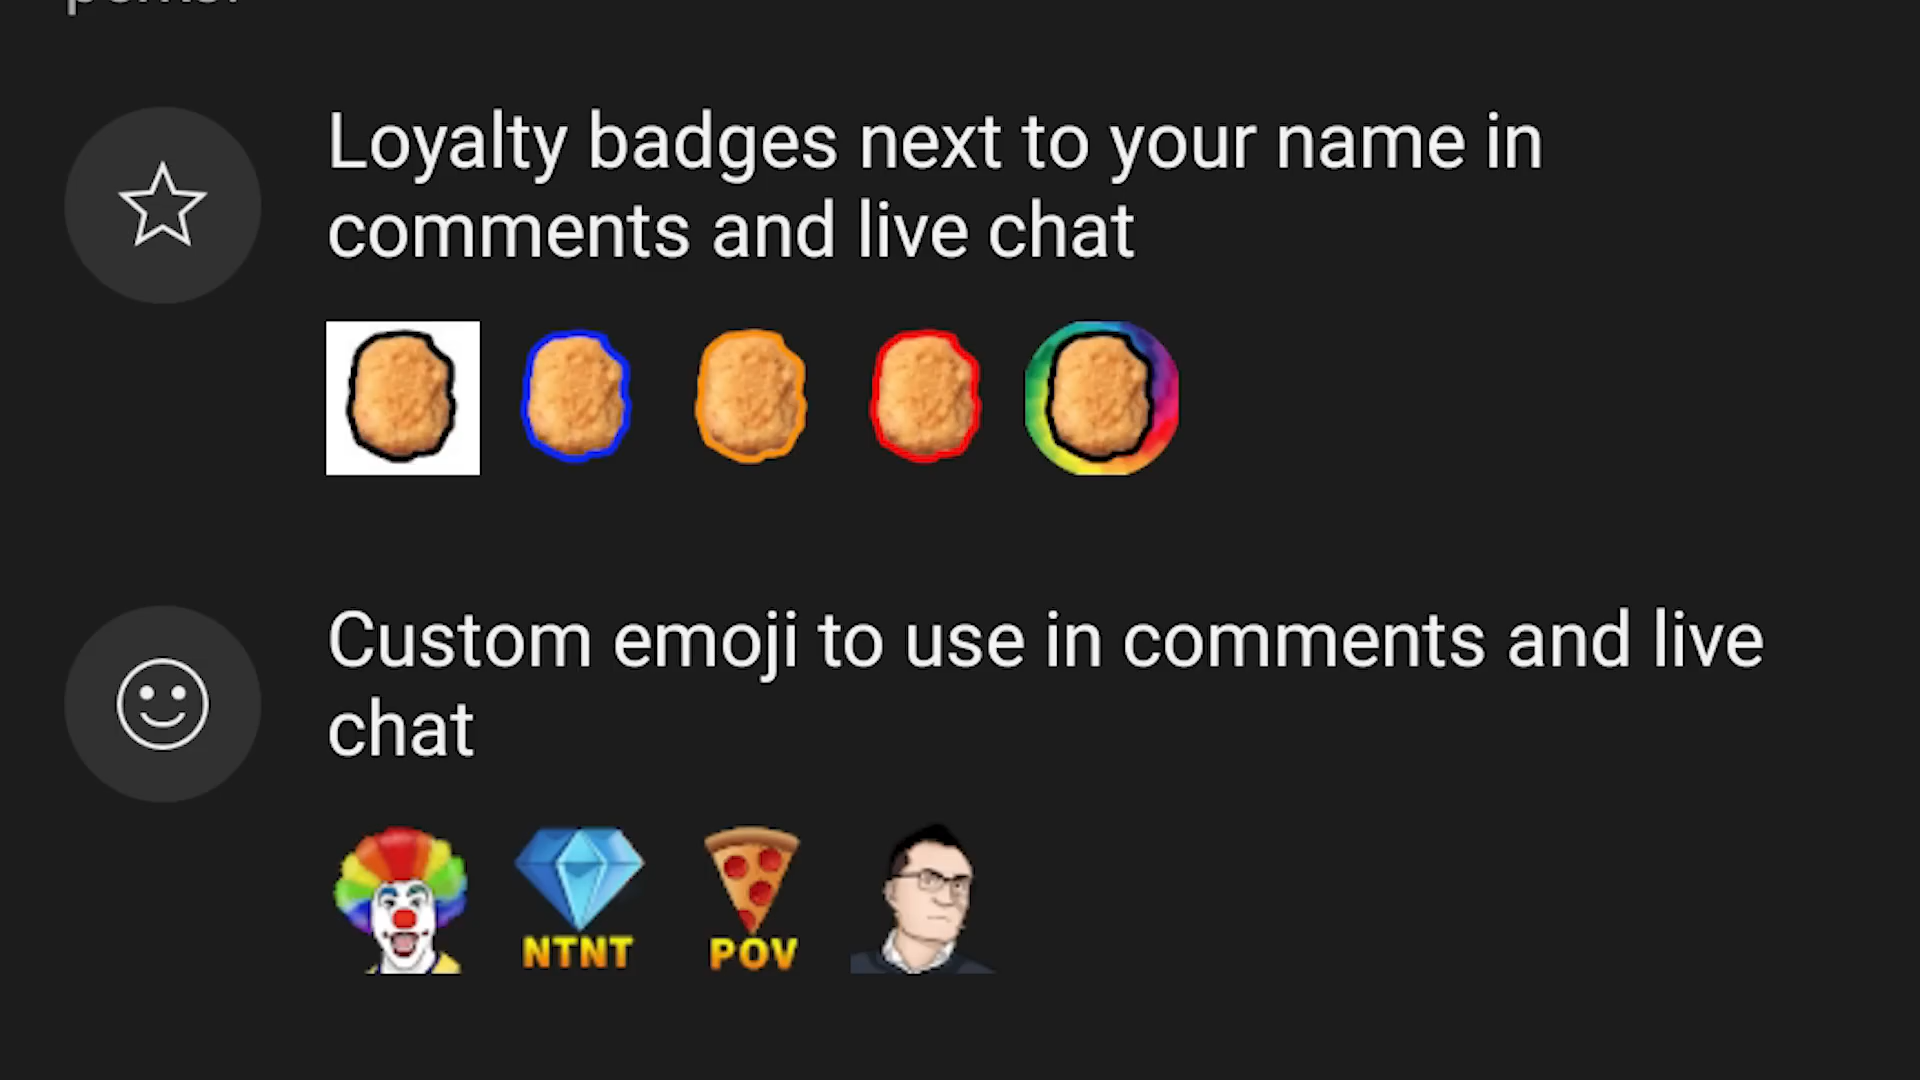 Loyalty badges next to your name in
comments and live chat
Custom emoji to use in comments and live
chat
NTNT
POV